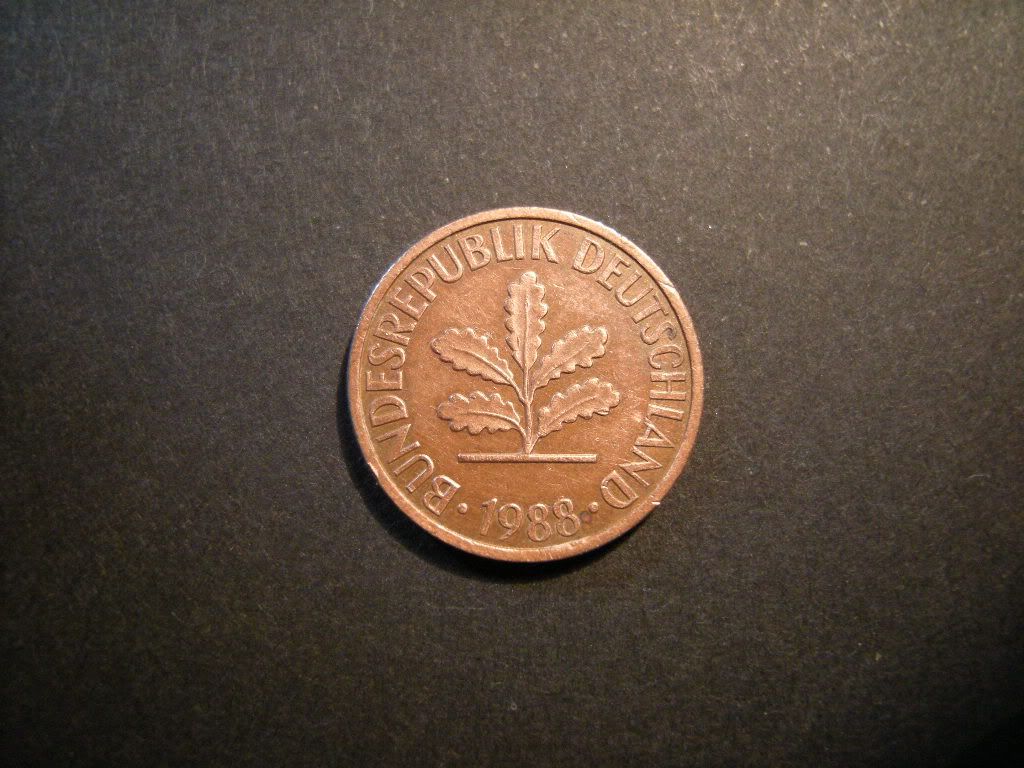 BUNDESREPUBLIK DEUTSCHLAND
· 1988 ·